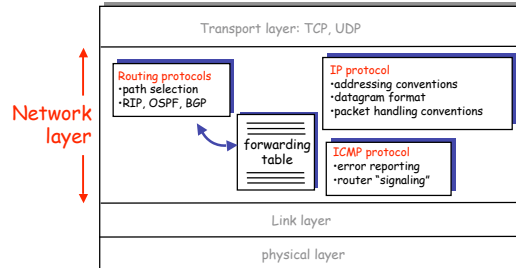 Transport layer: TCP, UDP
Network
layer
Routing protocols
•path selection
•RIP, OSPF, BGP
forwarding
table
IP protocol
•addressing conventions
•datagram format
•packet handling conventions
ICMP protocol
•error reporting
•router “signaling”
Link layer
physical layer